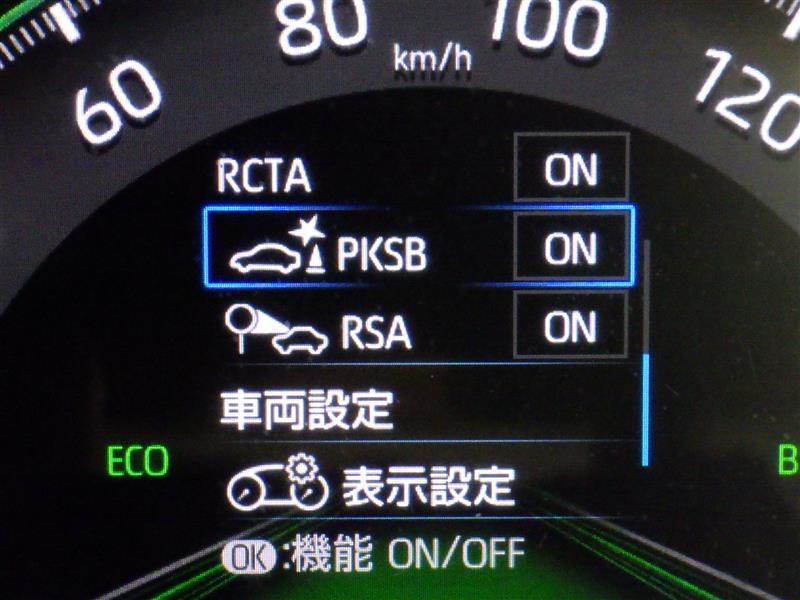 60 80 km/h 100 120
RCTA ON
PKSB ON
RSA ON
車両設定
ECO
表示設定
OK:機能 ON/OFF